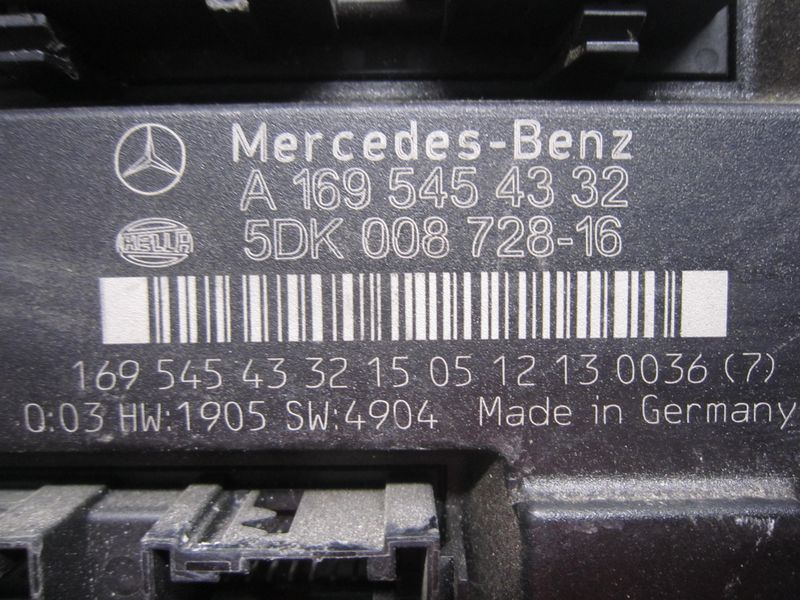 Mercedes-Benz
A 169 545 43 32
HELLA 5DK 008 728-16
169 545 43 32 15 05 12 13 0036 (7)
Q:03 HW:1905 SW:4904 Made in Germany